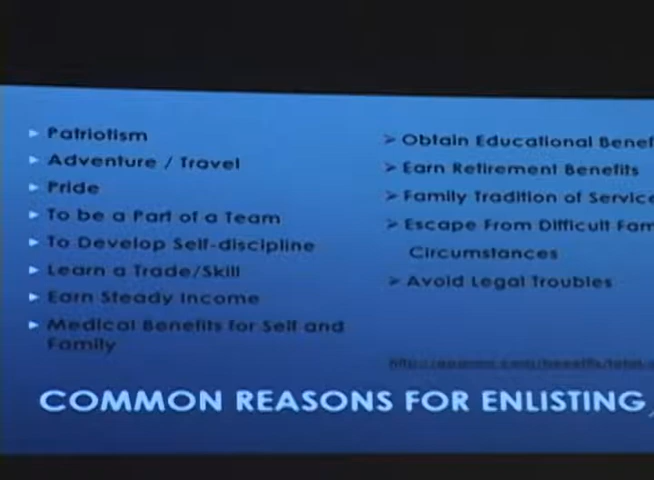 Patriotism
Adventure / Travel
Pride
To be a Part of a Team
To Develop Self-discipline
Learn a Trade/Skill
Earn Steady Income
Medical Benefits for Self and
Family
Obtain Educational Benef
Earn Retirement Benefits
Family Tradition of Service
Escape From Difficult Fam
Circumstances
Avoid Legal Troubles
COMMON REASONS FOR ENLISTING,